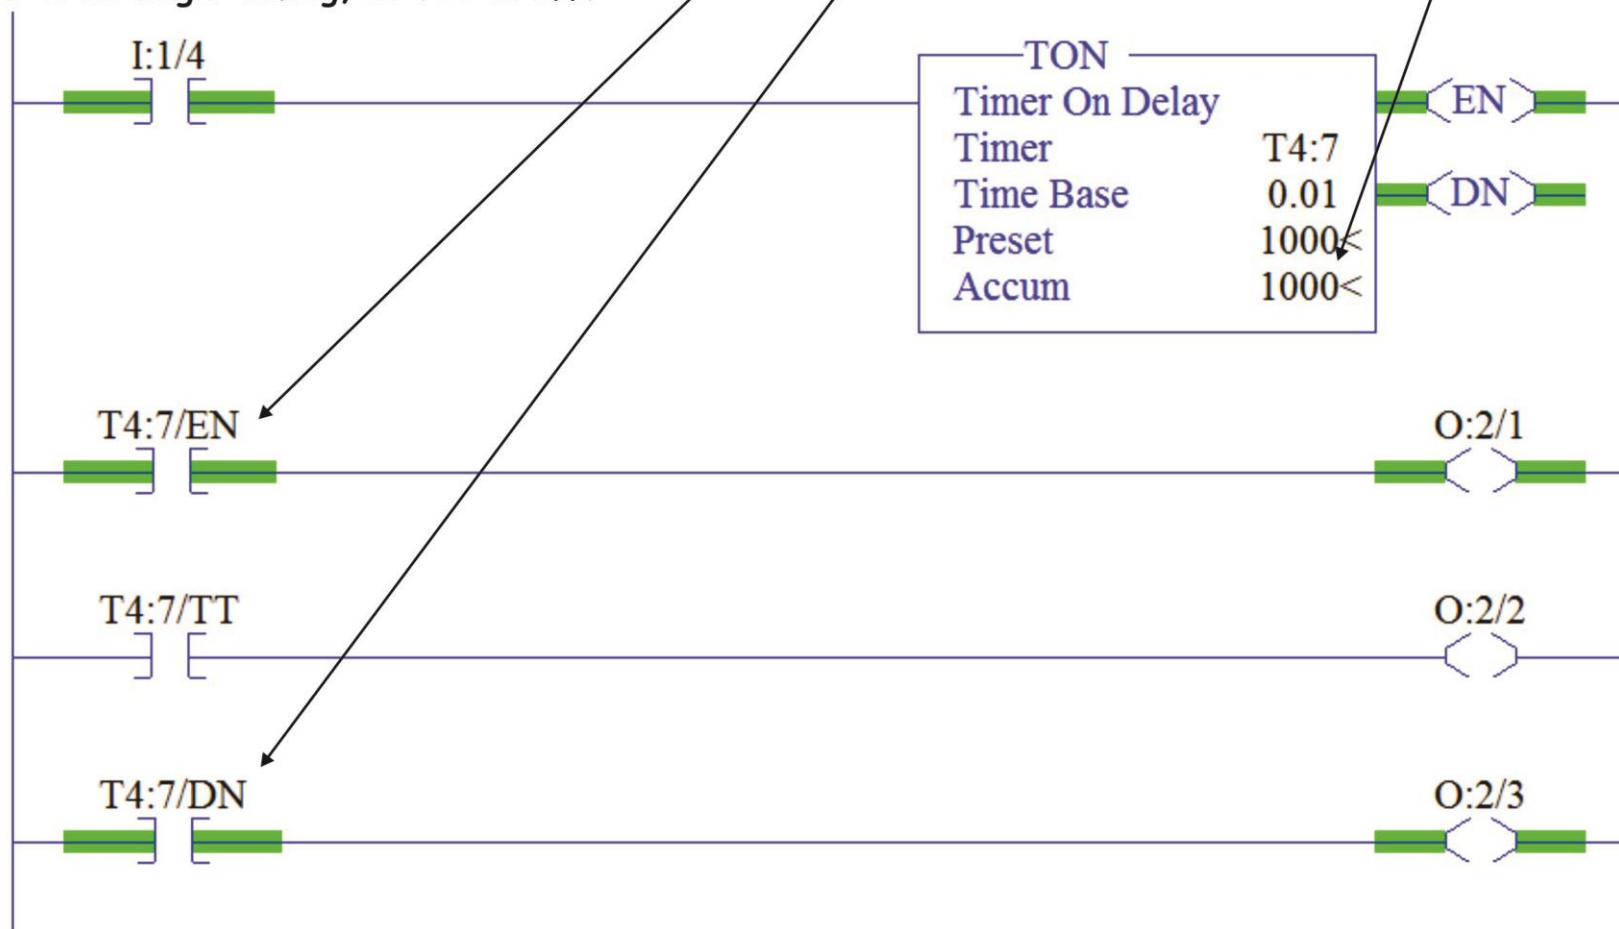 I:1/4
TON
Timer On Delay
Timer T4:7
Time Base 0.01
Preset 1000<
Accum 1000<
EN
DN
T4:7/EN
O:2/1
T4:7/TT
O:2/2
T4:7/DN
O:2/3